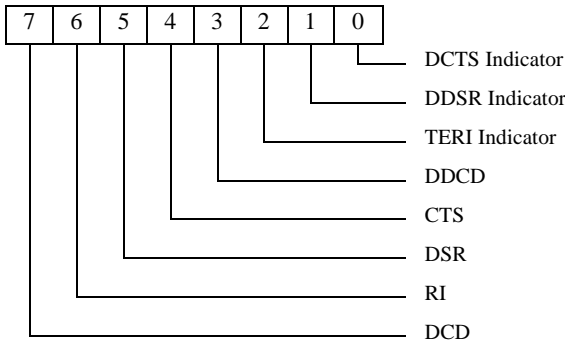 7 6 5 4 3 2 1 0
DCTS Indicator
DDSR Indicator
TERI Indicator
DDCD
CTS
DSR
RI
DCD